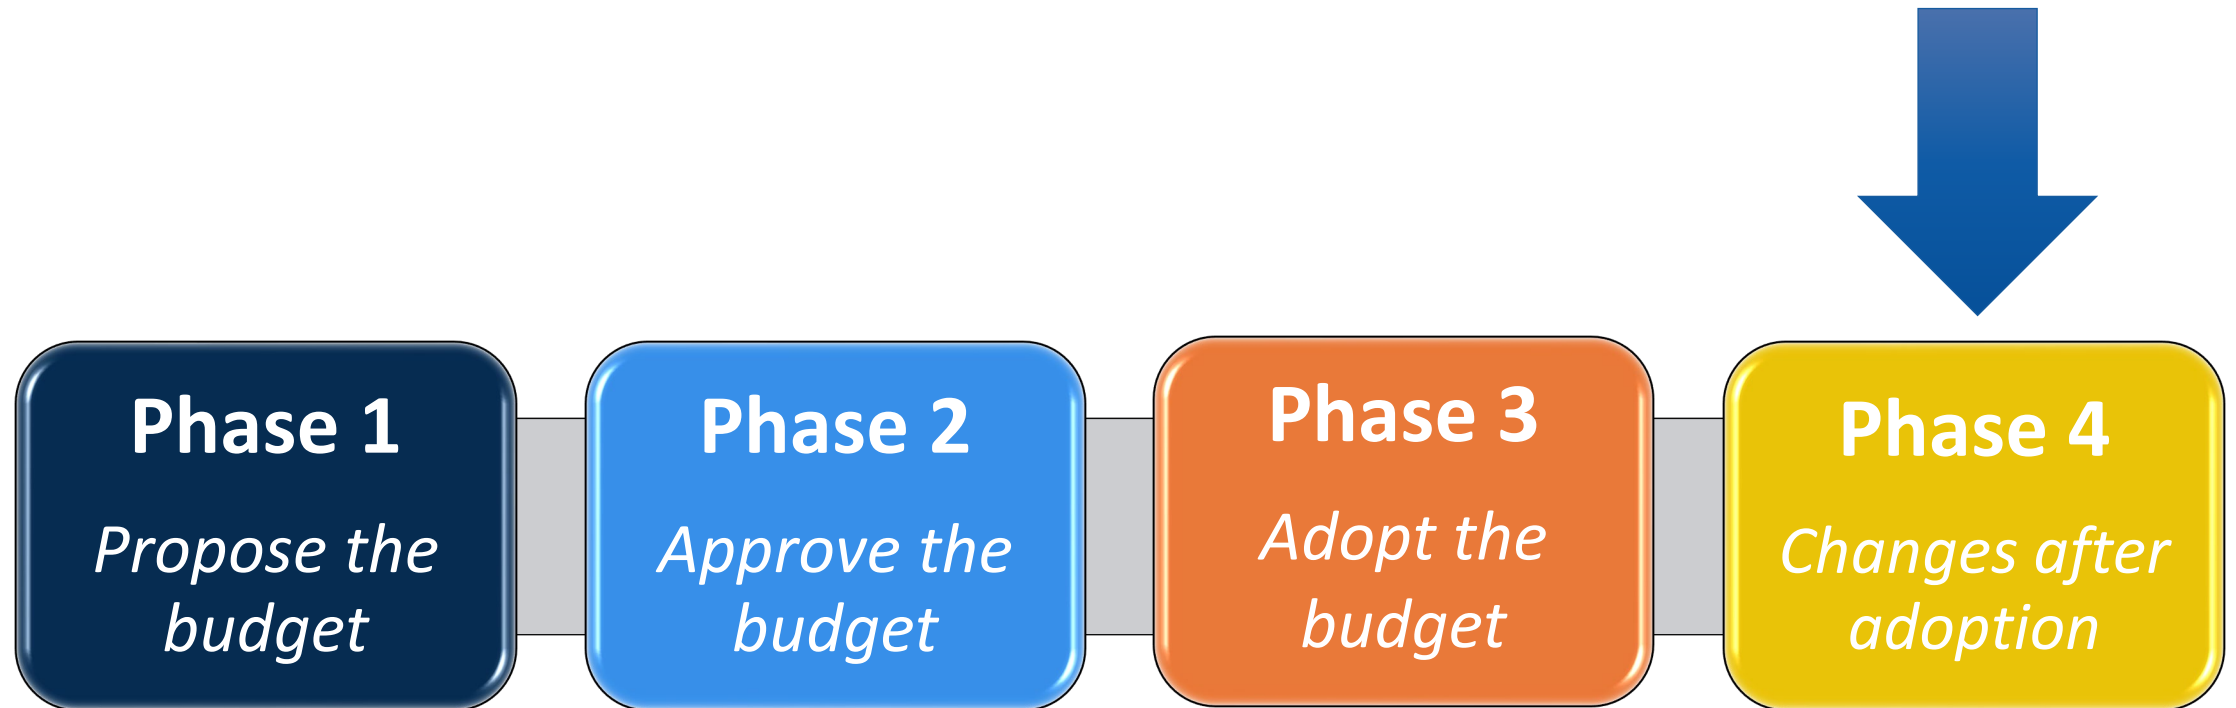 Phase 1
Propose the
budget
Phase 2
Approve the
budget
Phase 3
Adopt the
budget
Phase 4
Changes after
adoption